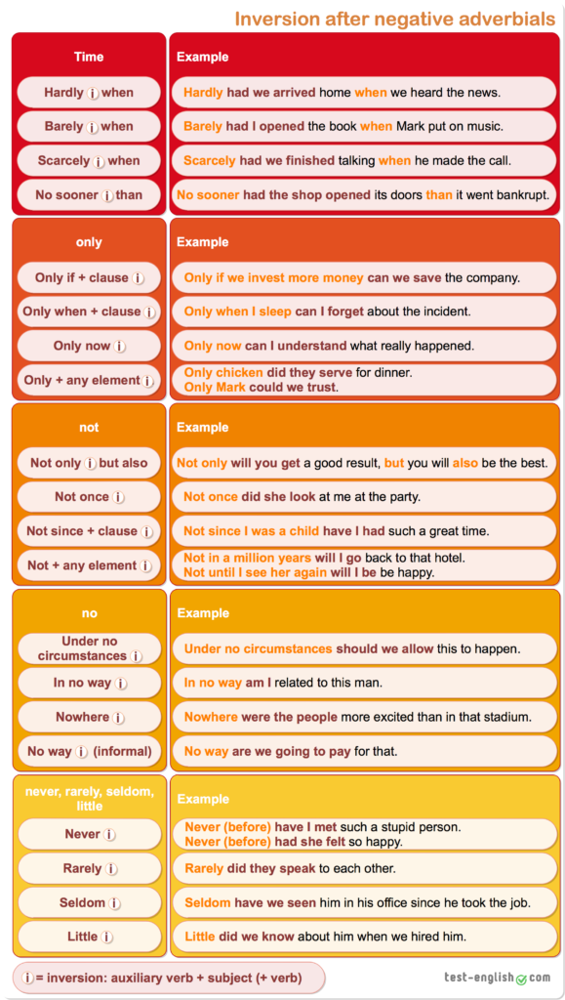 Inversion after negative adverbials
Time
Example
Hardly i when
Hardly had we arrived home when we heard the news.
Barely i when
Barely had I opened the book when Mark put on music.
Scarcely i when
Scarcely had we finished talking when he made the call.
No sooner i than
No sooner had the shop opened its doors than it went bankrupt.
only
Example
Only if + clause i
Only if we invest more money can we save the company.
Only when + clause i
Only when I sleep can I forget about the incident.
Only now i
Only now can I understand what really happened.
Only + any element i
Only chicken did they serve for dinner.
Only Mark could we trust.
not
Example
Not only i but also
Not only will you get a good result, but you will also be the best.
Not once i
Not once did she look at me at the party.
Not since + clause i
Not since I was a child have I had such a great time.
Not + any element i
Not in a million years will I go back to that hotel.
Not until I see her again will I be be happy.
no
Example
Under no
circumstances i
Under no circumstances should we allow this to happen.
In no way i
In no way am I related to this man.
Nowhere i
Nowhere were the people more excited than in that stadium.
No way i (informal)
No way are we going to pay for that.
never, rarely, seldom,
little
Example
Never i
Never (before) have I met such a stupid person.
Never (before) had she felt so happy.
Rarely i
Rarely did they speak to each other.
Seldom i
Seldom have we seen him in his office since he took the job.
Little i
Little did we know about him when we hired him.
i = inversion: auxiliary verb + subject (+ verb)
test-english com